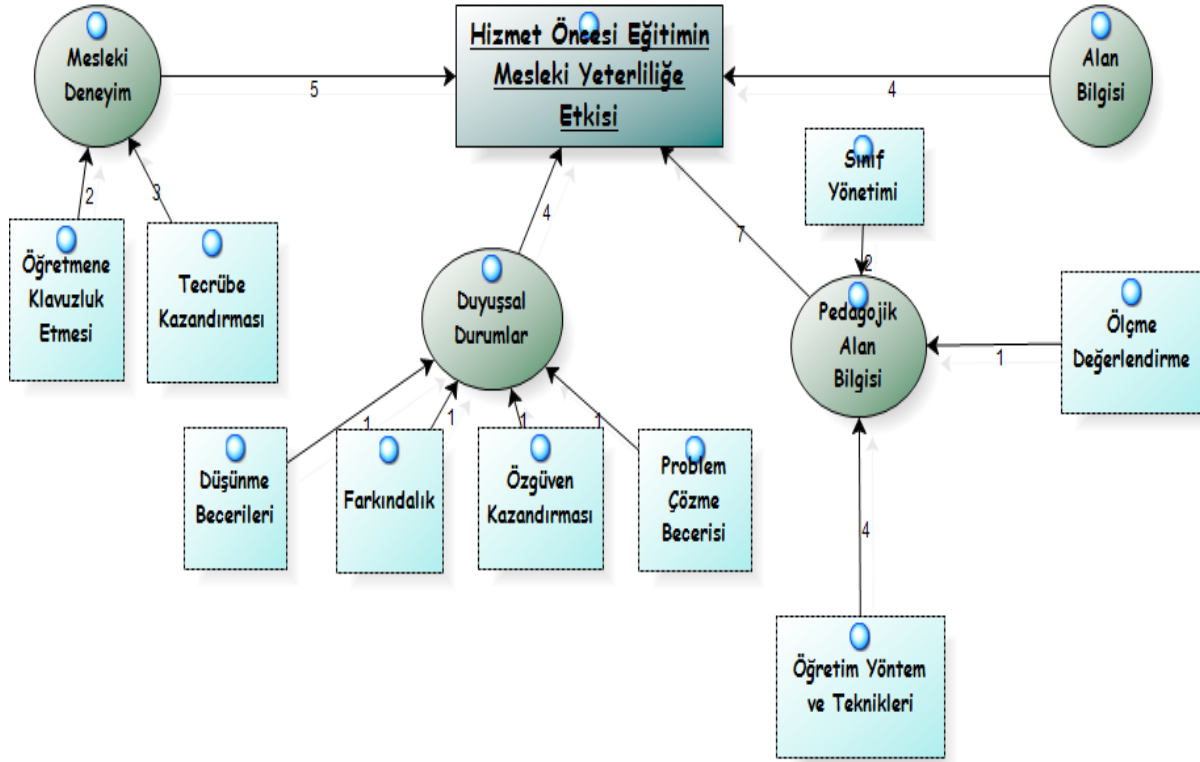 Mesleki
Deneyim
Hizmet Öncesi Eğitimin
Mesleki Yeterliliğe
Etkisi
Alan
Bilgisi
5
4
Sınıf
Yönetimi
2
3
4
7
2
Öğretmene
Klavuzluk
Etmesi
Tecrübe
Kazandırması
Duyuşsal
Durumlar
Pedagojik
Alan
Bilgisi
1
Ölçme
Değerlendirme
1
1
1
1
Düşünme
Becerileri
Farkındalık
Özgüven
Kazandırması
Problem
Çözme
Becerisi
4
Öğretim Yöntem
ve Teknikleri